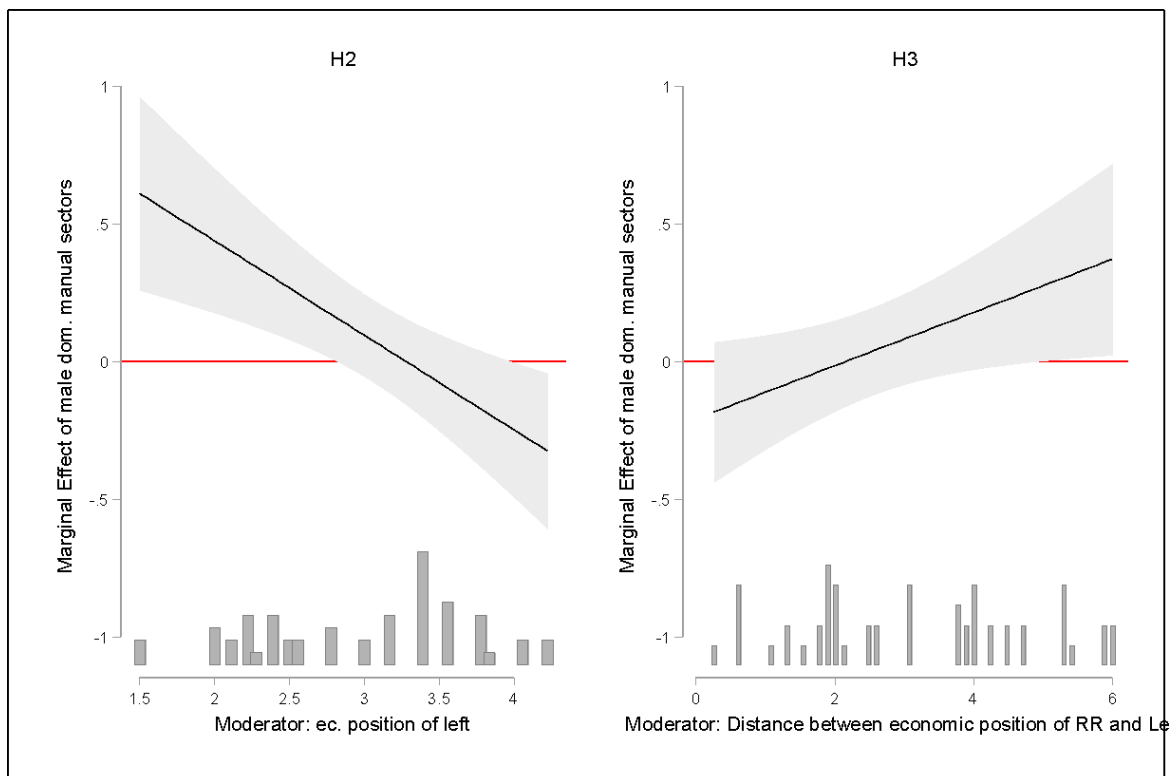 H2
Marginal Effect of male dom. manual sectors
1
.5
0
-.5
-1
1.5 2 2.5 3 3.5 4
Moderator: ec. position of left
H3
Marginal Effect of male dom. manual sectors
1
.5
0
-.5
-1
0 2 4 6
Moderator: Distance between economic position of RR and Le